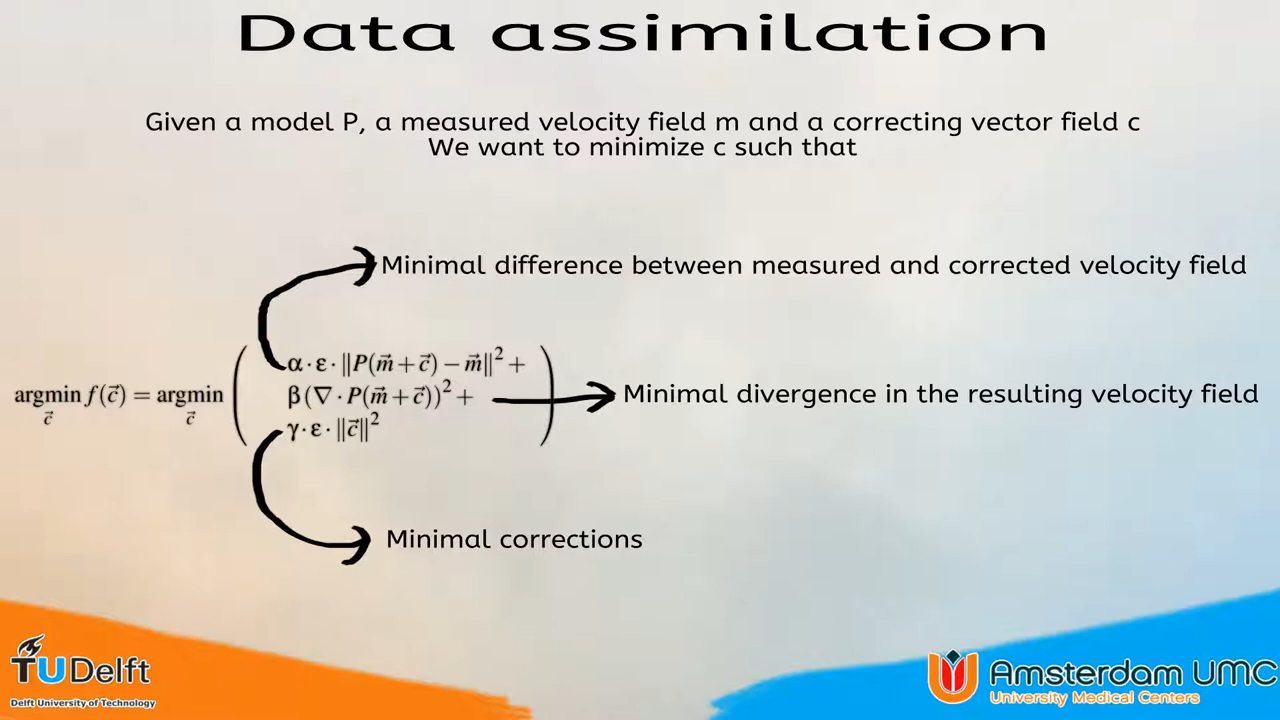 Data assimilation
Given a model P, a measured velocity field m and a correcting vector field c
We want to minimize c such that
Minimal difference between measured and corrected velocity field
argmin f(c⃗) = argmin ( α·ε·‖P(m⃗+c⃗)−m⃗‖² +
c⃗ c⃗
β(∇·P(m⃗+c⃗))² +
γ·ε·‖c⃗‖² )
Minimal divergence in the resulting velocity field
Minimal corrections
TUDelft
Delft University of Technology
Amsterdam UMC
University Medical Centers